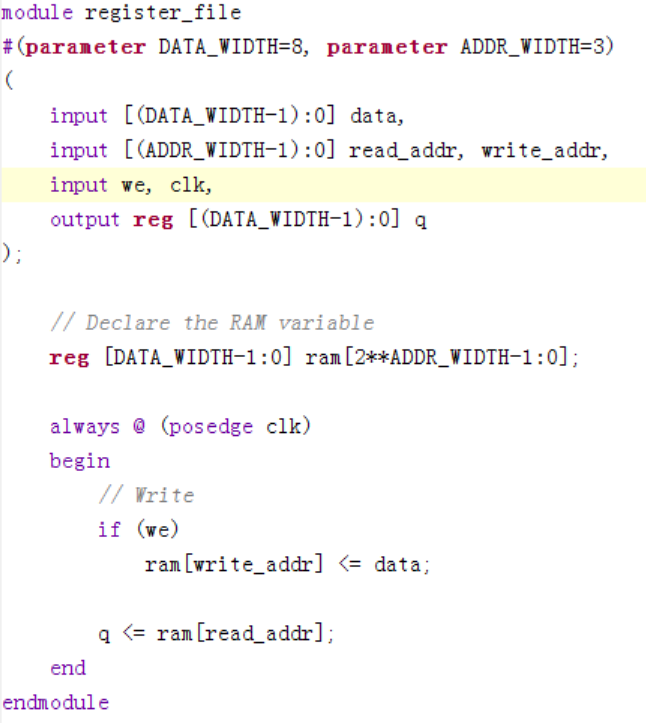 module register_file
#(parameter DATA_WIDTH=8, parameter ADDR_WIDTH=3)
(
    input [(DATA_WIDTH-1):0] data,
    input [(ADDR_WIDTH-1):0] read_addr, write_addr,
    input we, clk,
    output reg [(DATA_WIDTH-1):0] q
);

    // Declare the RAM variable
    reg [DATA_WIDTH-1:0] ram[2**ADDR_WIDTH-1:0];

    always @ (posedge clk)
    begin
        // Write
        if (we)
            ram[write_addr] <= data;

        q <= ram[read_addr];
    end
endmodule